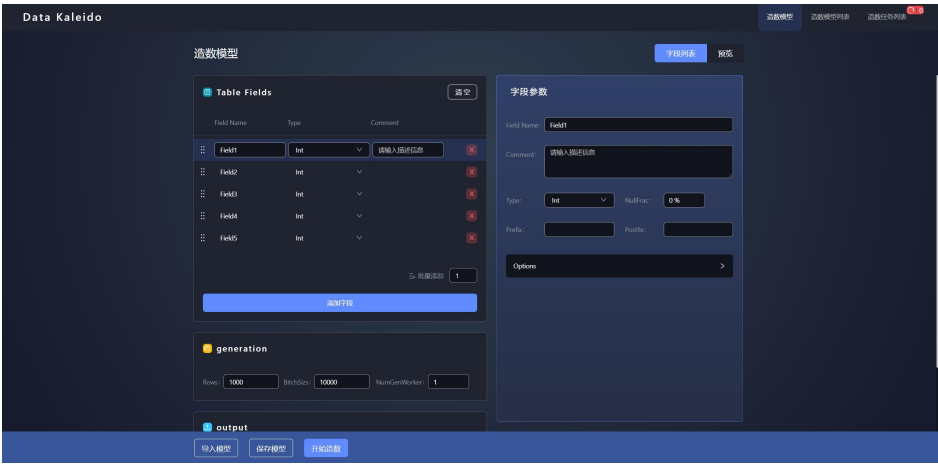 Data Kaleido
造数模型 造数模型列表 造数任务列表 0
造数模型 字段列表 预览
Table Fields 清空
Field Name Type Comment
Field1 Int 请输入描述信息 X
Field2 Int X
Field3 Int X
Field4 Int X
Field5 Int X
批量添加 1
添加字段
generation
Rows: 1000 BitchSizs: 10000 NumGenWorker: 1
output
字段参数
Field Name: Field1
Comment: 请输入描述信息
Type: Int NullFrac: 0 %
Prefix: Postfix:
Options
导入模型 保存模型 开始造数